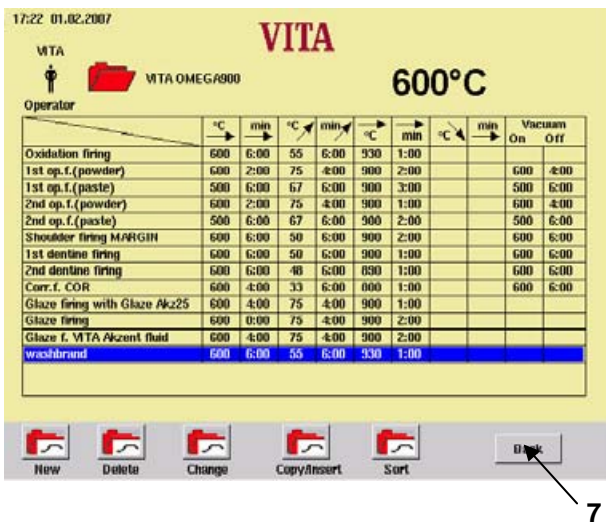 17:22 01.02.2007
VITA
VITA
VITA OMEGA900
600°C
Operator
°C min °C min °C min °C min Vacuum
On Off
Oxidation firing 600 6:00 55 6:00 930 1:00
1st op.f.(powder) 600 2:00 75 4:00 900 2:00 600 4:00
1st op.f.(paste) 500 6:00 67 6:00 900 3:00 500 6:00
2nd op.f.(powder) 600 2:00 75 4:00 900 1:00 600 4:00
2nd op.f.(paste) 500 6:00 67 6:00 900 2:00 500 6:00
Shoulder firing MARGIN 600 6:00 50 6:00 900 2:00 600 6:00
1st dentine firing 600 6:00 50 6:00 900 1:00 600 6:00
2nd dentine firing 600 6:00 48 6:00 890 1:00 600 6:00
Corr.f. COR 600 4:00 33 6:00 800 1:00 600 6:00
Glaze firing with Glaze Akz25 600 4:00 75 4:00 900 1:00
Glaze firing 600 0:00 75 4:00 900 2:00
Glaze f. VITA Akzent fluid 600 4:00 75 4:00 900 2:00
washbrand 600 6:00 55 6:00 930 1:00
New Delete Change Copy/Insert Sort Back
7